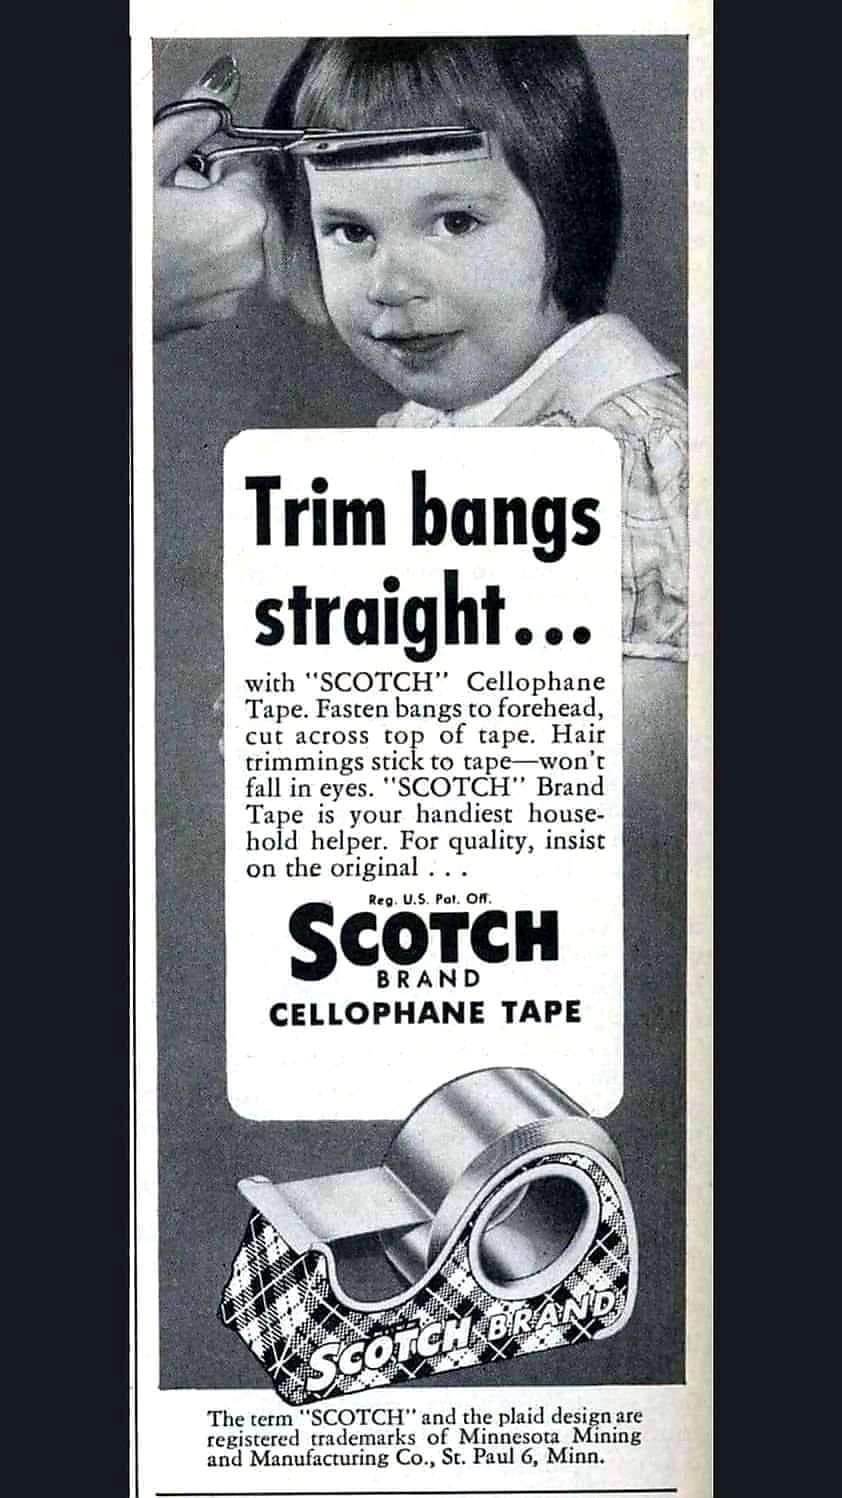 Trim bangs
straight...
with "SCOTCH" Cellophane
Tape. Fasten bangs to forehead,
cut across top of tape. Hair
trimmings stick to tape—won't
fall in eyes. "SCOTCH" Brand
Tape is your handiest house-
hold helper. For quality, insist
on the original . . .
Reg. U.S. Pat. Off.
SCOTCH
BRAND
CELLOPHANE TAPE
SCOTCH BRAND
The term "SCOTCH" and the plaid design are
registered trademarks of Minnesota Mining
and Manufacturing Co., St. Paul 6, Minn.